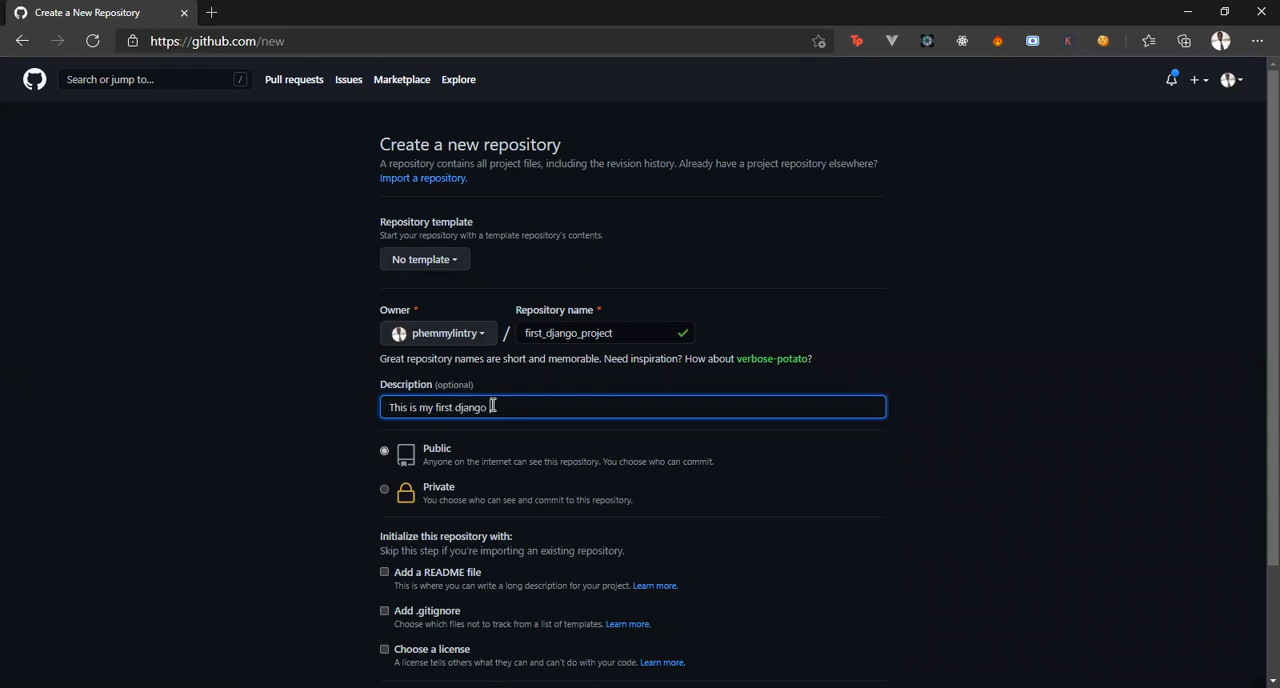 Create a New Repository
https://github.com/new
Search or jump to... /
Pull requests Issues Marketplace Explore
Create a new repository
A repository contains all project files, including the revision history. Already have a project repository elsewhere?
Import a repository.
Repository template
Start your repository with a template repository's contents.
No template
Owner * Repository name *
phemmylintry / first_django_project
Great repository names are short and memorable. Need inspiration? How about verbose-potato?
Description (optional)
This is my first django
Public
Anyone on the internet can see this repository. You choose who can commit.
Private
You choose who can see and commit to this repository.
Initialize this repository with:
Skip this step if you're importing an existing repository.
Add a README file
This is where you can write a long description for your project. Learn more.
Add .gitignore
Choose which files not to track from a list of templates. Learn more.
Choose a license
A license tells others what they can and can't do with your code. Learn more.